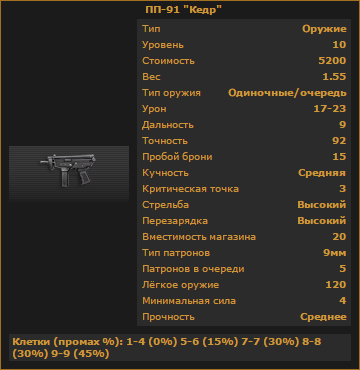 ПП-91 "Кедр"
Тип Оружие
Уровень 10
Стоимость 5200
Вес 1.55
Тип оружия Одиночные/очередь
Урон 17-23
Дальность 9
Точность 92
Пробой брони 15
Кучность Средняя
Критическая точка 3
Стрельба Высокий
Перезарядка Высокий
Вместимость магазина 20
Тип патронов 9мм
Патронов в очереди 5
Лёгкое оружие 120
Минимальная сила 4
Прочность Среднее
Клетки (промах %): 1-4 (0%) 5-6 (15%) 7-7 (30%) 8-8
(30%) 9-9 (45%)